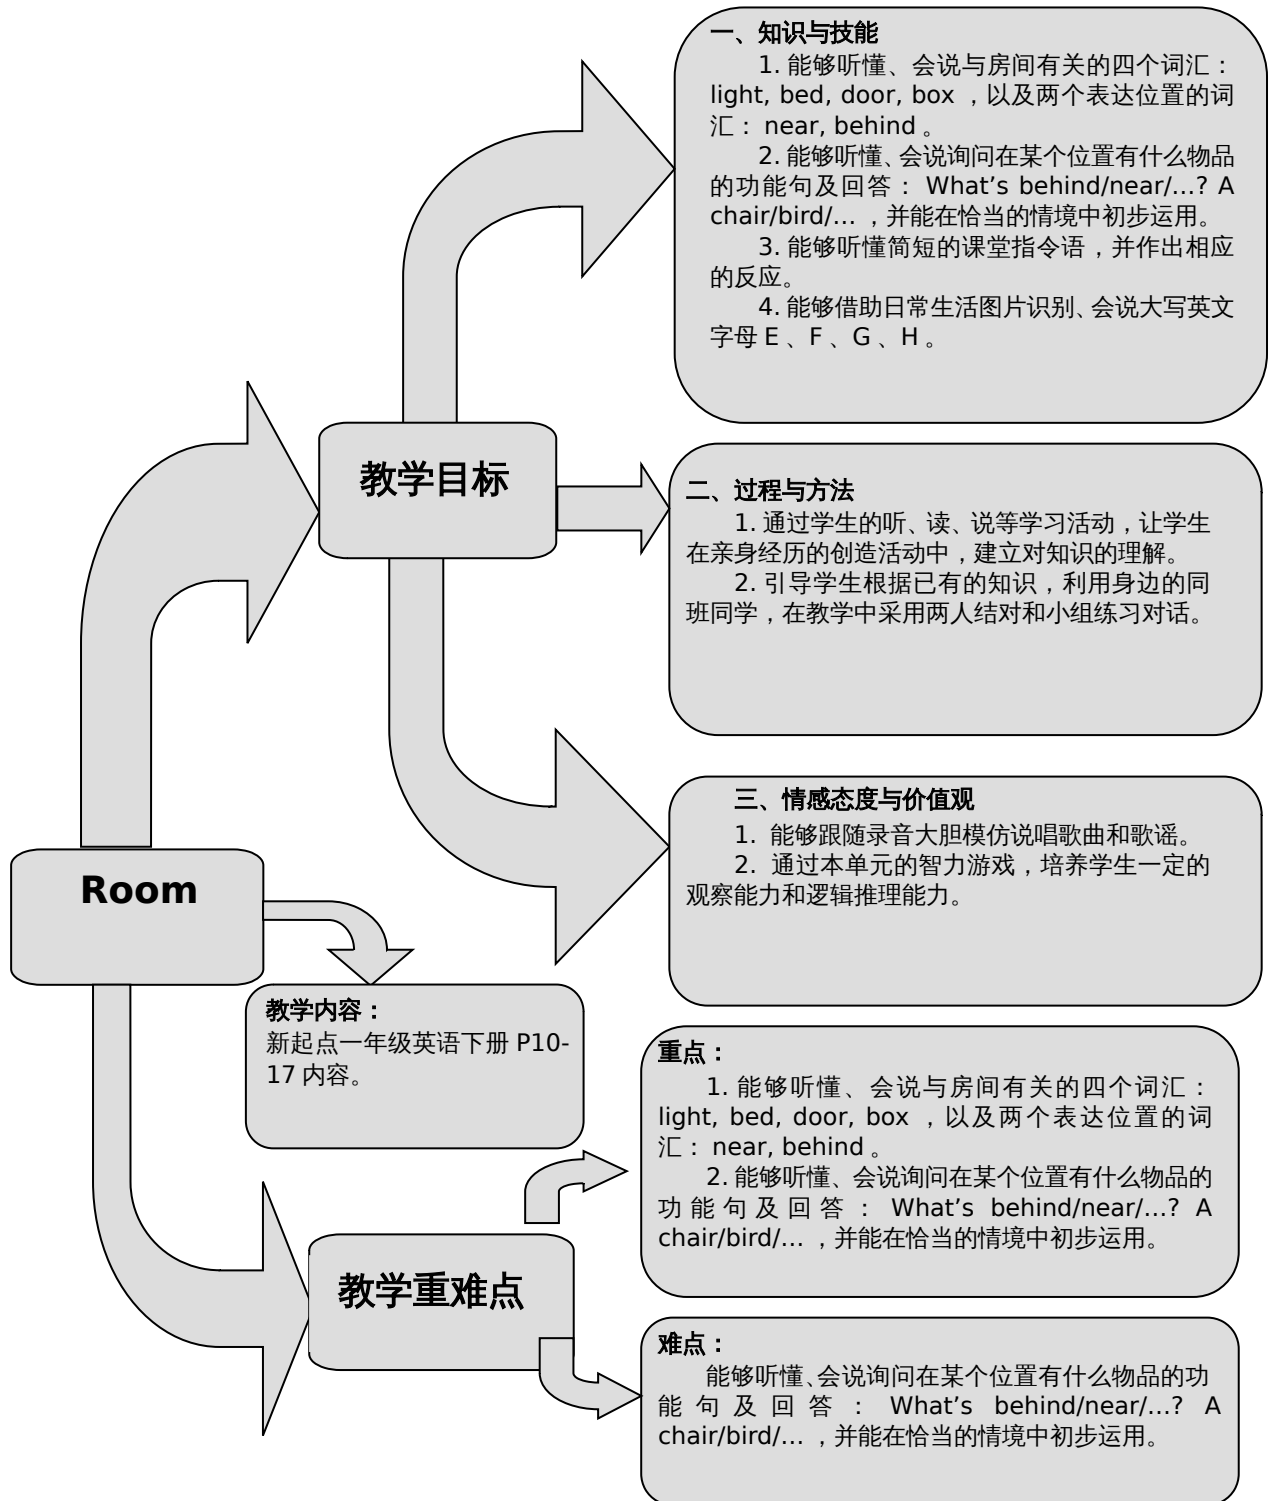 一、知识与技能
1. 能够听懂、会说与房间有关的四个词汇：
light, bed, door, box ，以及两个表达位置的词
汇： near, behind 。
2. 能够听懂、会说询问在某个位置有什么物品
的功能句及回答： What’s behind/near/…? A
chair/bird/… ，并能在恰当的情境中初步运用。
3. 能够听懂简短的课堂指令语，并作出相应
的反应。
4. 能够借助日常生活图片识别、会说大写英文
字母 E 、F 、G 、H 。
教学目标
二、过程与方法
1. 通过学生的听、读、说等学习活动，让学生
在亲身经历的创造活动中，建立对知识的理解。
2. 引导学生根据已有的知识，利用身边的同
班同学，在教学中采用两人结对和小组练习对话。
三、情感态度与价值观
1. 能够跟随录音大胆模仿说唱歌曲和歌谣。
2. 通过本单元的智力游戏，培养学生一定的
观察能力和逻辑推理能力。
Room
教学内容：
新起点一年级英语下册 P10-
17 内容。
重点：
1. 能够听懂、会说与房间有关的四个词汇：
light, bed, door, box ，以及两个表达位置的词
汇： near, behind 。
2. 能够听懂、会说询问在某个位置有什么物品的
功能句及回答： What’s behind/near/…? A
chair/bird/… ，并能在恰当的情境中初步运用。
教学重难点
难点：
能够听懂、会说询问在某个位置有什么物品的功
能句及回答： What’s behind/near/…? A
chair/bird/… ，并能在恰当的情境中初步运用。